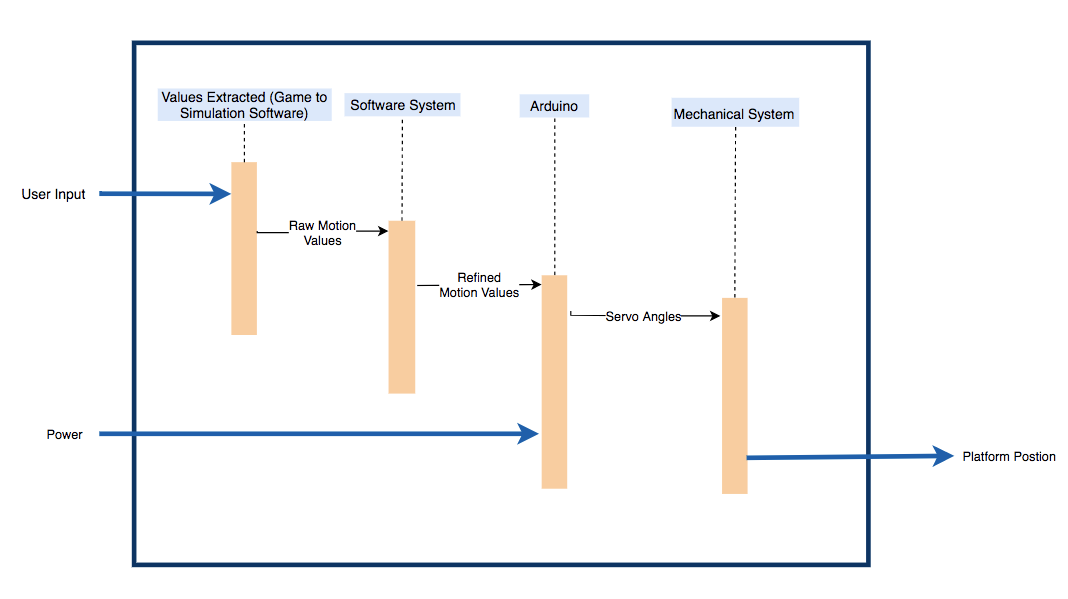 Values Extracted (Game to
Simulation Software)
Software System
Arduino
Mechanical System
User Input
Raw Motion
Values
Refined
Motion Values
Servo Angles
Power
Platform Postion